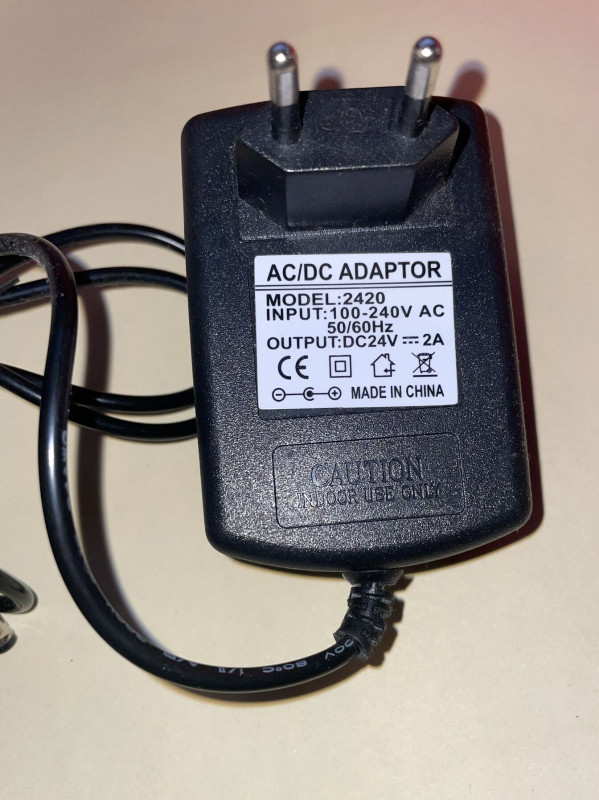 AC/DC ADAPTOR
MODEL:2420
INPUT:100-240V AC
50/60Hz
OUTPUT:DC24V ⎓ 2A
CE
MADE IN CHINA
CAUTION
INDOOR USE ONLY
80°C